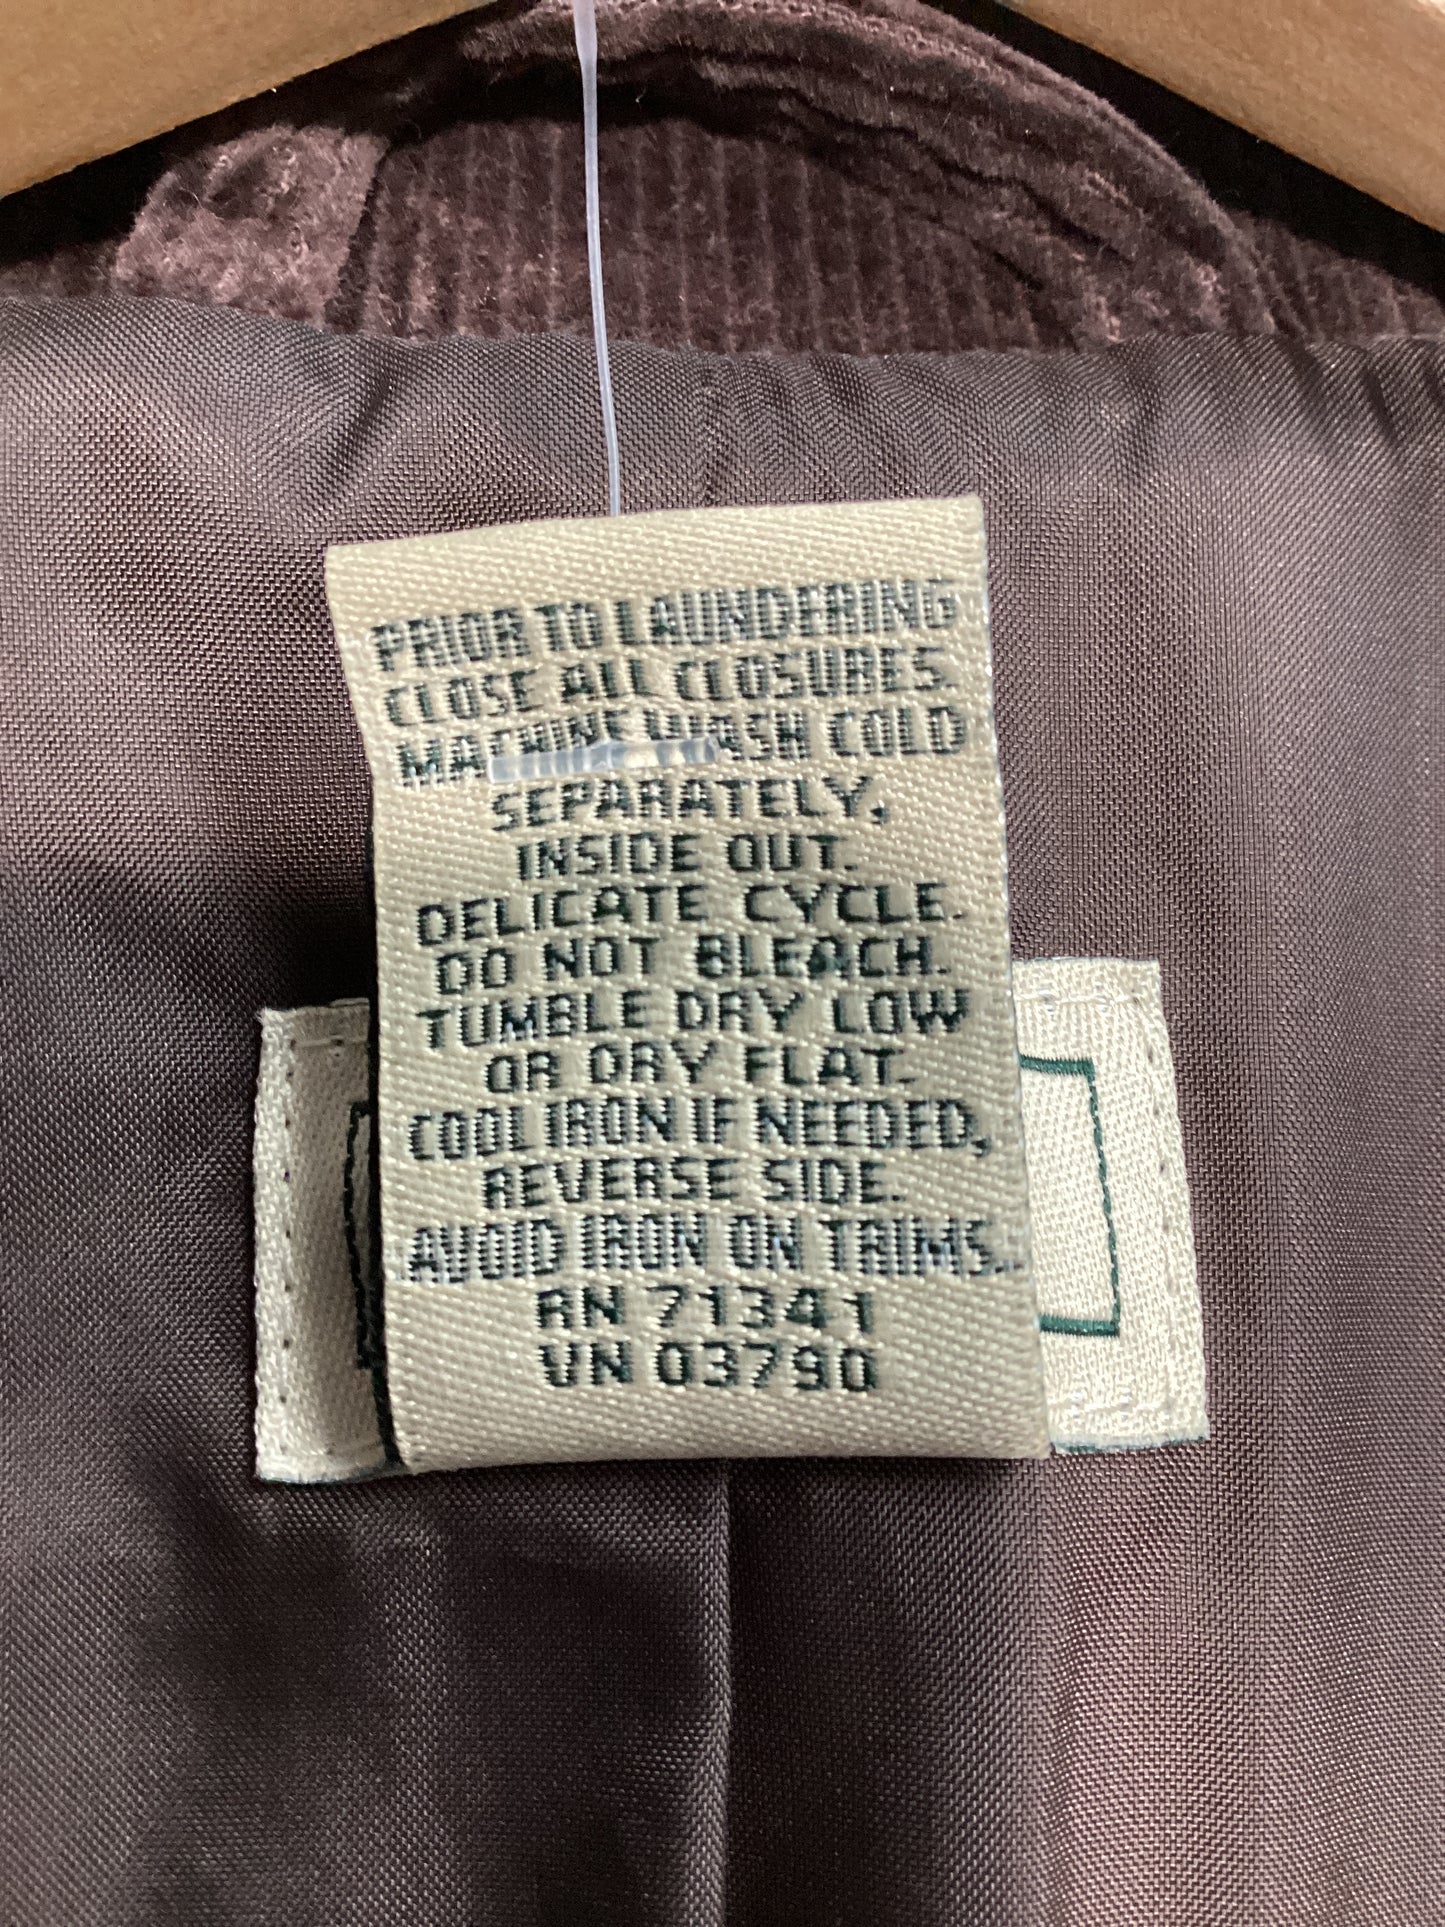 PRIOR TO LAUNDERING
CLOSE ALL CLOSURES.
MACHINE WASH COLD
SEPARATELY,
INSIDE OUT.
DELICATE CYCLE.
DO NOT BLEACH.
TUMBLE DRY LOW
OR DRY FLAT.
COOL IRON IF NEEDED,
REVERSE SIDE.
AVOID IRON ON TRIMS..
RN 71341
VN 03790